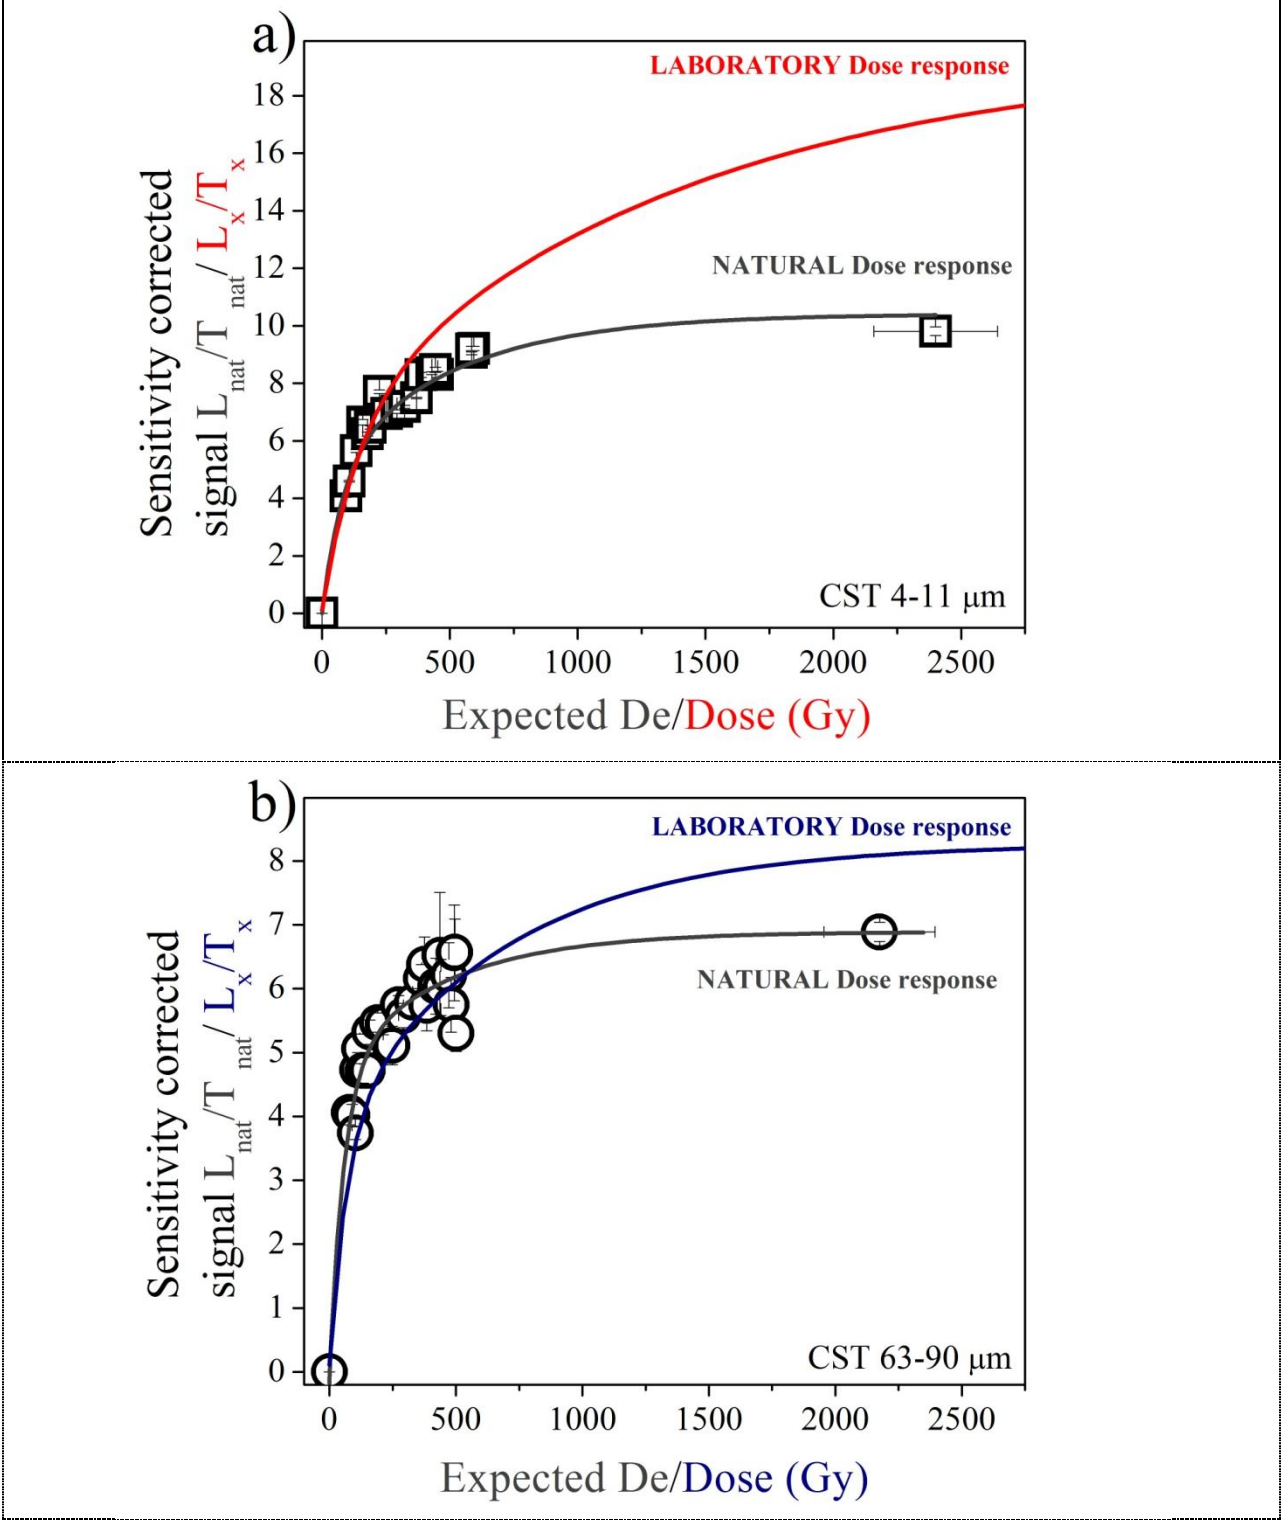 a)
LABORATORY Dose response
18
16
14
12
10
8
6
4
2
0
Sensitivity corrected
signal Lnat/Tnat/ Lx/Tx
NATURAL Dose response
CST 4-11 μm
0 500 1000 1500 2000 2500
Expected De/Dose (Gy)
b)
LABORATORY Dose response
8
7
6
5
4
3
2
1
0
Sensitivity corrected
signal Lnat/Tnat/ Lx/Tx
NATURAL Dose response
CST 63-90 μm
0 500 1000 1500 2000 2500
Expected De/Dose (Gy)